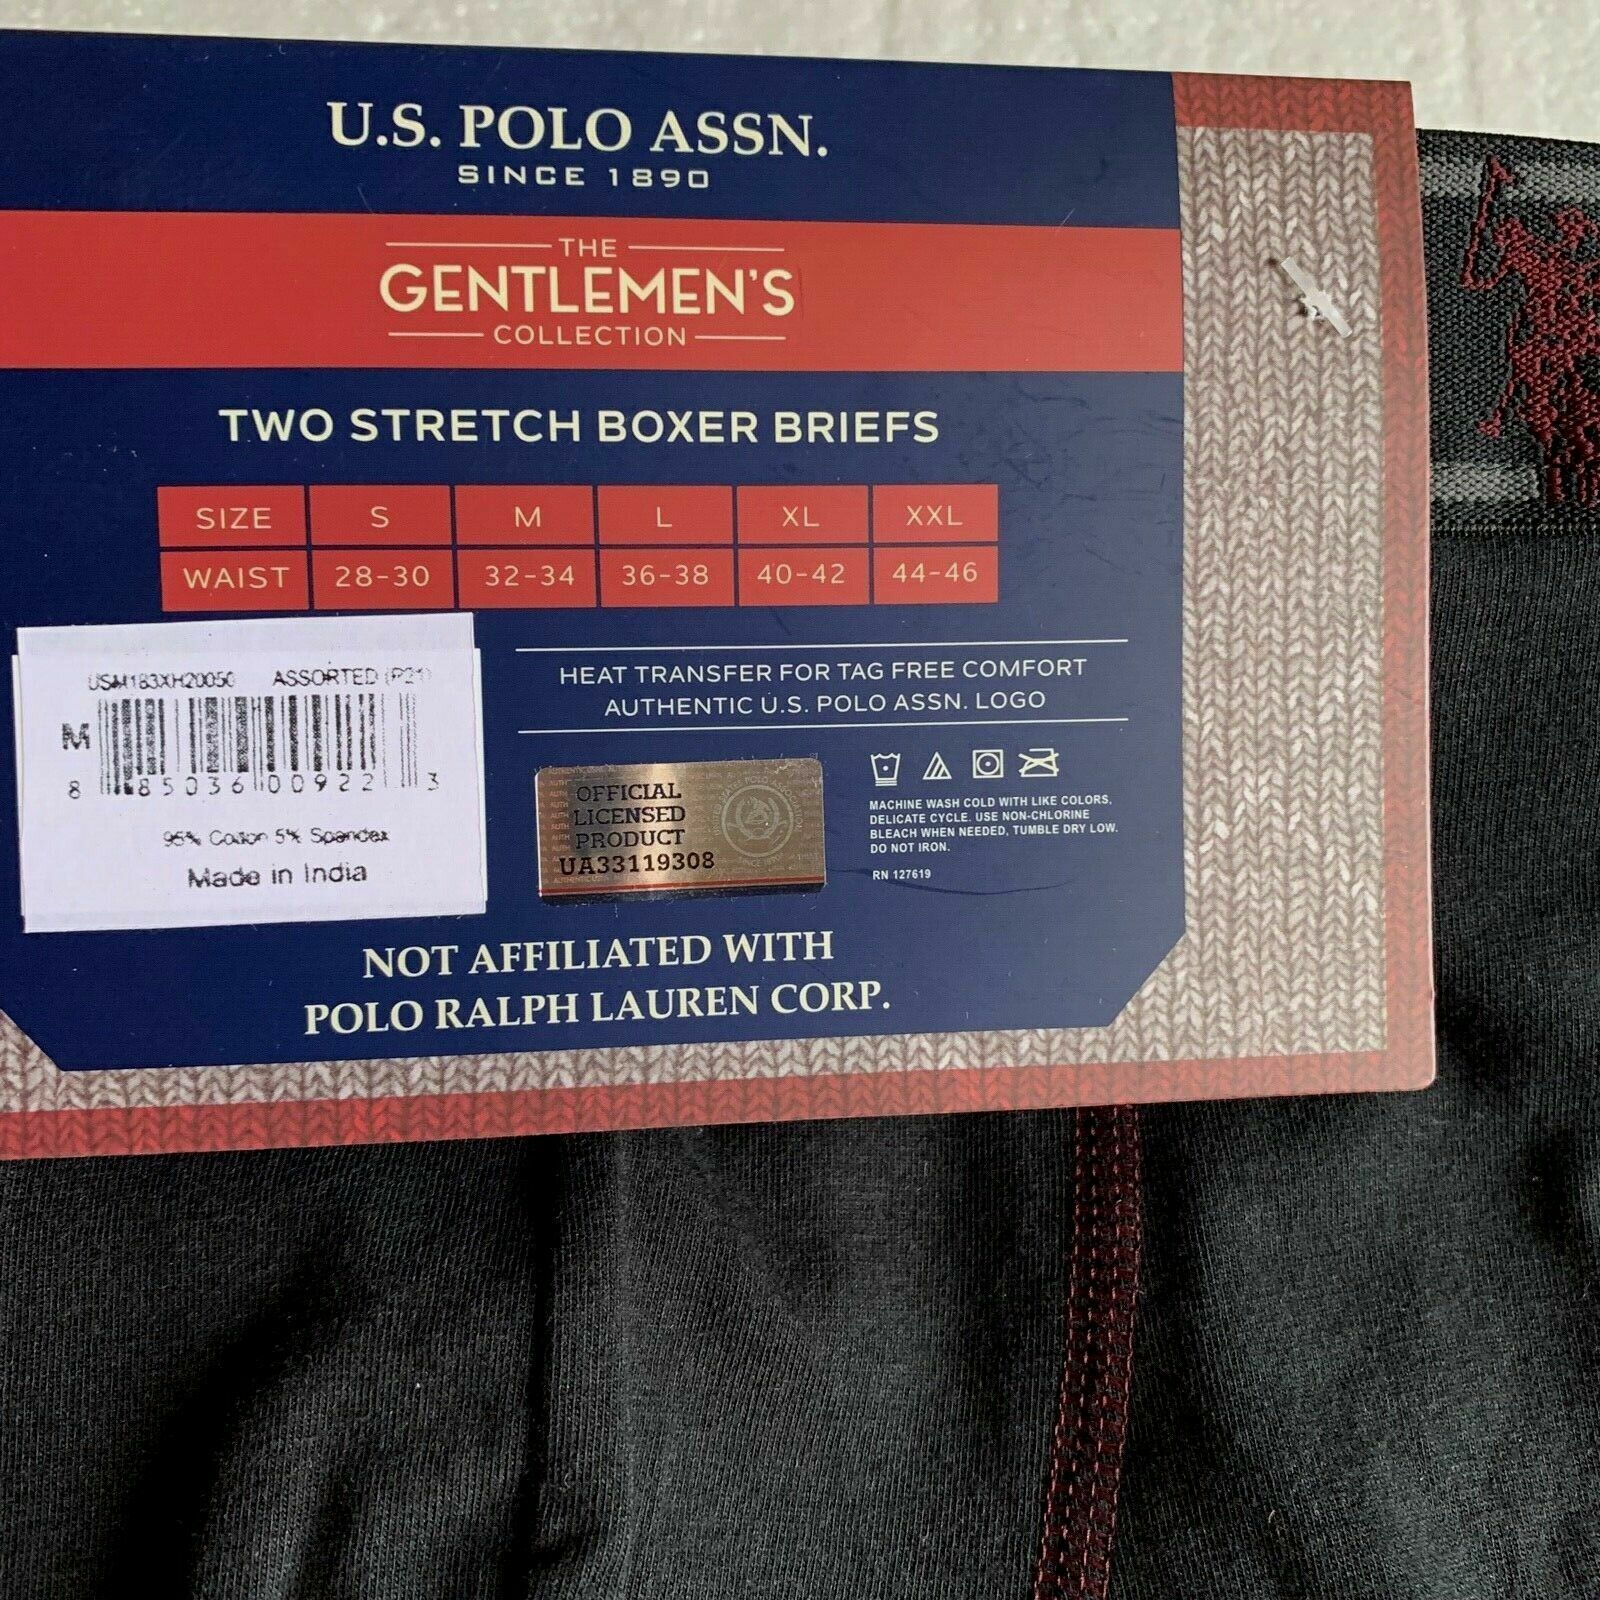 U.S. POLO ASSN.
SINCE 1890
THE
GENTLEMEN'S
COLLECTION
TWO STRETCH BOXER BRIEFS
SIZE S M L XL XXL
WAIST 28-30 32-34 36-38 40-42 44-46
USM183XH20050 ASSORTED (P21)
M
8 85036 00922 3
95% Cotton 5% Spandex
Made in India
HEAT TRANSFER FOR TAG FREE COMFORT
AUTHENTIC U.S. POLO ASSN. LOGO
OFFICIAL
LICENSED
PRODUCT
UA33119308
SINCE 1890
MACHINE WASH COLD WITH LIKE COLORS,
DELICATE CYCLE. USE NON-CHLORINE
BLEACH WHEN NEEDED, TUMBLE DRY LOW.
DO NOT IRON.
RN 127619
NOT AFFILIATED WITH
POLO RALPH LAUREN CORP.